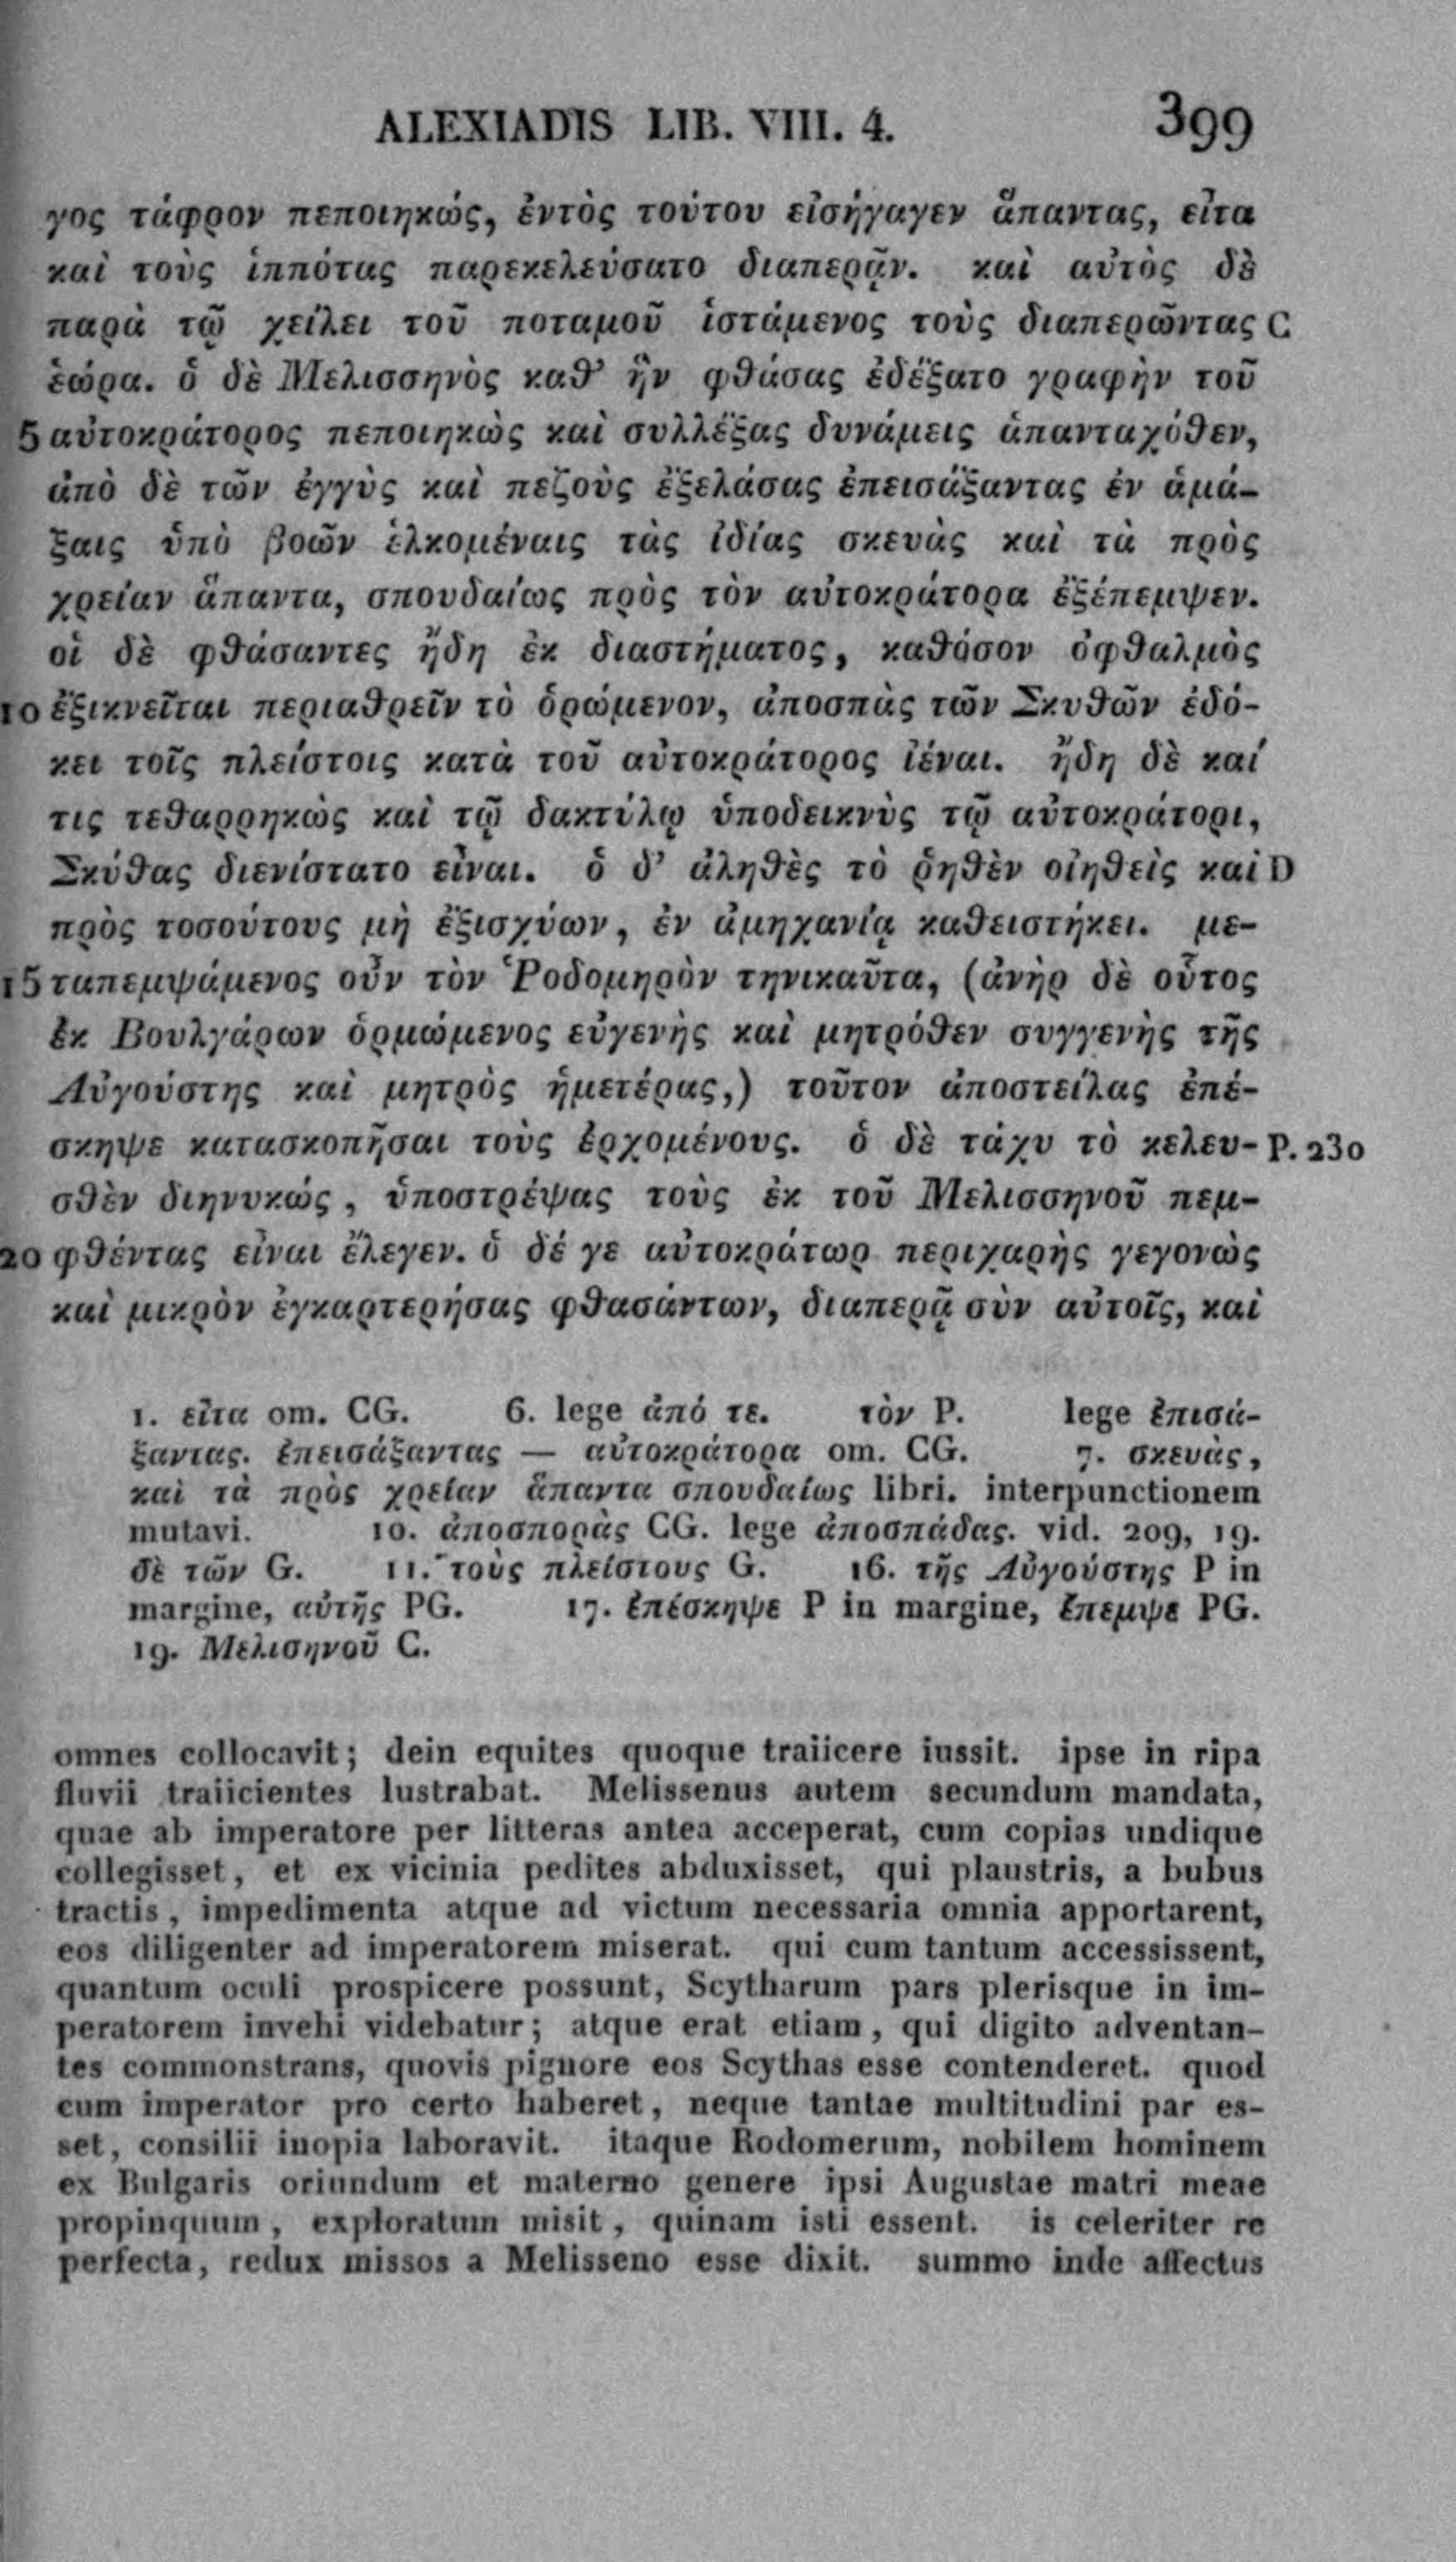 ALEXIADIS LIB. VIII. 4. 399
γος τάφρον πεποιηκώς, ἐντὸς τούτου εἰσήγαγεν ἅπαντας, εἶτα
καὶ τοὺς ἱππότας παρεκελεύσατο διαπερᾷν. καὶ αὐτὸς δὲ
παρὰ τῷ χείλει τοῦ ποταμοῦ ἱστάμενος τοὺς διαπερῶντας C
ἑώρα. ὁ δὲ Μελισσηνὸς καθ’ ἣν φθάσας ἐδέξατο γραφὴν τοῦ
5 αὐτοκράτορος πεποιηκὼς καὶ συλλέξας δυνάμεις ἁπανταχόθεν,
ἀπὸ δὲ τῶν ἐγγὺς καὶ πεζοὺς ἐξελάσας ἐπεισάξαντας ἐν ἁμά-
ξαις ὑπὸ βοῶν ἑλκομέναις τὰς ἰδίας σκευὰς καὶ τὰ πρὸς
χρείαν ἅπαντα, σπουδαίως πρὸς τὸν αὐτοκράτορα ἐξέπεμψεν.
οἱ δὲ φθάσαντες ἤδη ἐκ διαστήματος, καθόσον ὀφθαλμὸς
10 ἐξικνεῖται περιαθρεῖν τὸ ὁρώμενον, ἀποσπὰς τῶν Σκυθῶν ἐδό-
κει τοῖς πλείστοις κατὰ τοῦ αὐτοκράτορος ἰέναι. ἤδη δὲ καί
τις τεθαρρηκὼς καὶ τῷ δακτύλῳ ὑποδεικνὺς τῷ αὐτοκράτορι,
Σκύθας διενίστατο εἶναι. ὁ δ’ ἀληθὲς τὸ ῥηθὲν οἰηθεὶς καὶ D
πρὸς τοσούτους μὴ ἐξισχύων, ἐν ἀμηχανίᾳ καθειστήκει. με-
15 ταπεμψάμενος οὖν τὸν Ῥοδομηρὸν τηνικαῦτα, (ἀνὴρ δὲ οὗτος
ἐκ Βουλγάρων ὁρμώμενος εὐγενὴς καὶ μητρόθεν συγγενὴς τῆς
Αὐγούστης καὶ μητρὸς ἡμετέρας,) τοῦτον ἀποστείλας ἐπέ-
σκηψε κατασκοπῆσαι τοὺς ἐρχομένους. ὁ δὲ τάχυ τὸ κελευ- P. 230
σθὲν διηνυκώς, ὑποστρέψας τοὺς ἐκ τοῦ Μελισσηνοῦ πεμ-
20 φθέντας εἶναι ἔλεγεν. ὁ δέ γε αὐτοκράτωρ περιχαρὴς γεγονὼς
καὶ μικρὸν ἐγκαρτερήσας φθασάντων, διαπερᾷ σὺν αὐτοῖς, καὶ
1. εἶτα om. CG. 6. lege ἀπό τε. τὸν P. lege ἐπισά-
ξαντας. ἐπεισάξαντας — αὐτοκράτορα om. CG. 7. σκευὰς,
καὶ τὰ πρὸς χρείαν ἅπαντα σπουδαίως libri. interpunctionem
mutavi. 10. ἀποσπορὰς CG. lege ἀποσπάδας. vid. 209, 19.
δὲ τῶν G. 11. τοὺς πλείστους G. 16. τῆς Αὐγούστης P in
margine, αὐτῆς PG. 17. ἐπέσκηψε P in margine, ἔπεμψε PG.
19. Μελισηνοῦ C.
omnes collocavit; dein equites quoque traiicere iussit. ipse in ripa
fluvii traiicientes lustrabat. Melissenus autem secundum mandata,
quae ab imperatore per litteras antea acceperat, cum copias undique
collegisset, et ex vicinia pedites abduxisset, qui plaustris, a bubus
tractis, impedimenta atque ad victum necessaria omnia apportarent,
eos diligenter ad imperatorem miserat. qui cum tantum accessissent,
quantum oculi prospicere possunt, Scytharum pars plerisque in im-
peratorem invehi videbatur; atque erat etiam, qui digito adventan-
tes commonstrans, quovis pignore eos Scythas esse contenderet. quod
cum imperator pro certo haberet, neque tantae multitudini par es-
set, consilii inopia laboravit. itaque Rodomerum, nobilem hominem
ex Bulgaris oriundum et materno genere ipsi Augustae matri meae
propinquum, exploratum misit, quinam isti essent. is celeriter re
perfecta, redux missos a Melisseno esse dixit. summo inde affectus